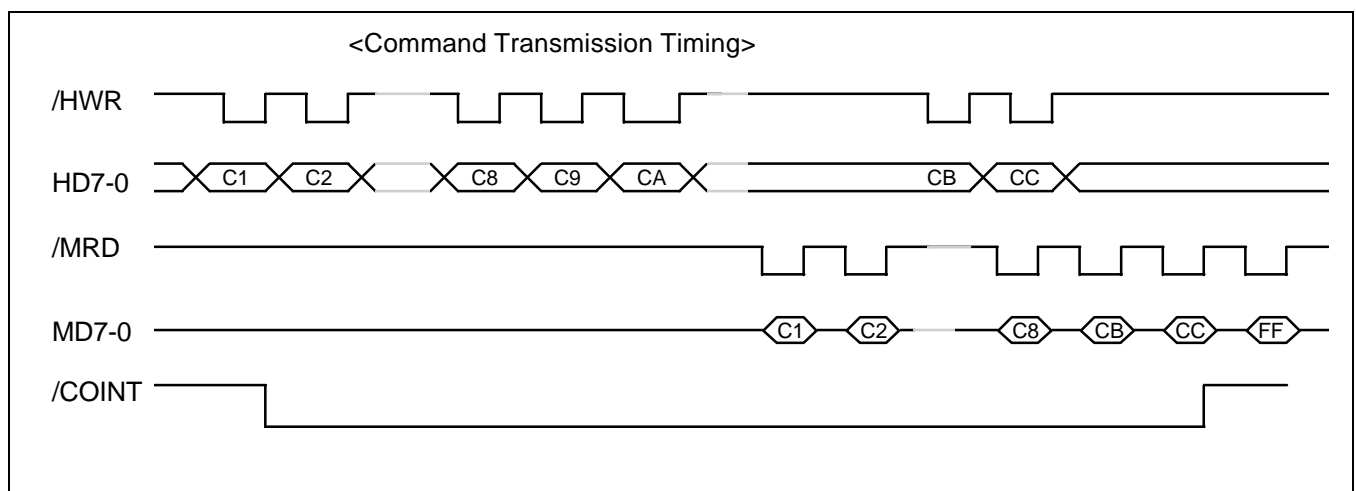 <Command Transmission Timing>
/HWR
HD7-0 C1 C2 C8 C9 CA CB CC
/MRD
MD7-0 C1 C2 C8 CB CC FF
/COINT